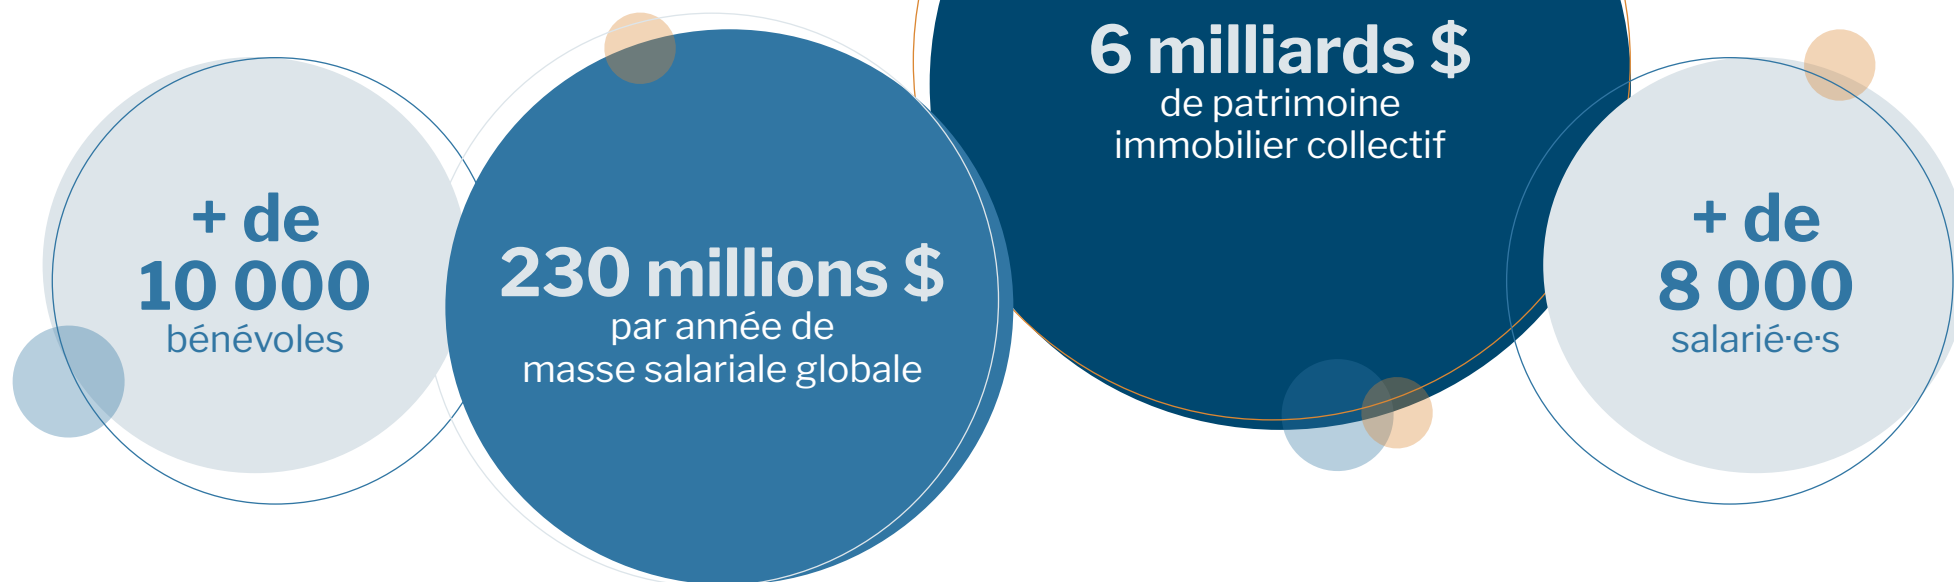 + de
10 000
bénévoles
230 millions $
par année de
masse salariale globale
6 milliards $
de patrimoine
immobilier collectif
+ de
8 000
salarié·e·s